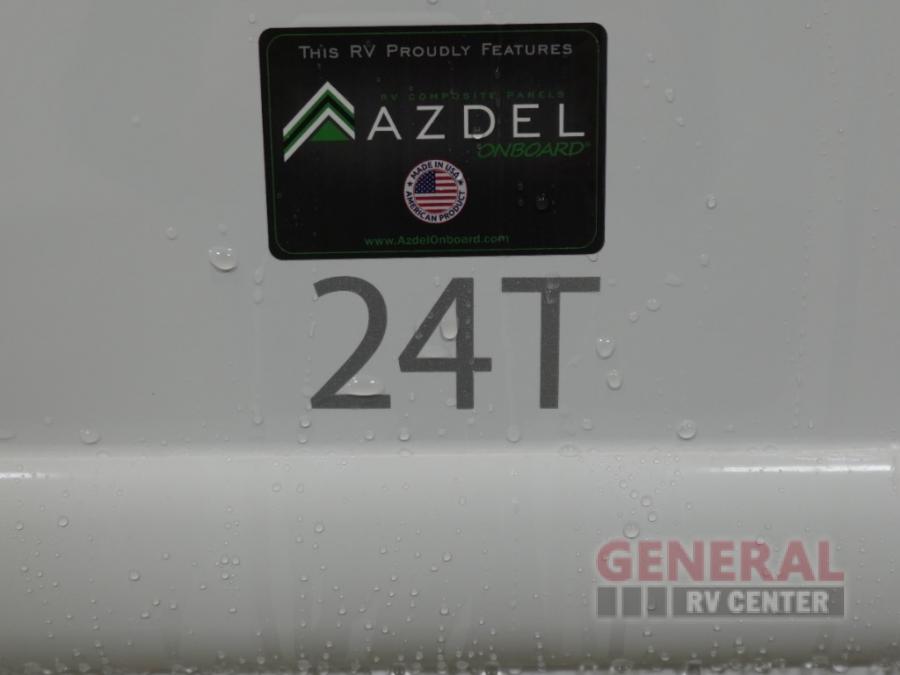 THIS RV PROUDLY FEATURES
RV COMPOSITE PANELS
AZDEL
ONBOARD®
MADE IN USA
AMERICAN PRODUCT
www.AzdelOnboard.com
24T
GENERAL
RV CENTER